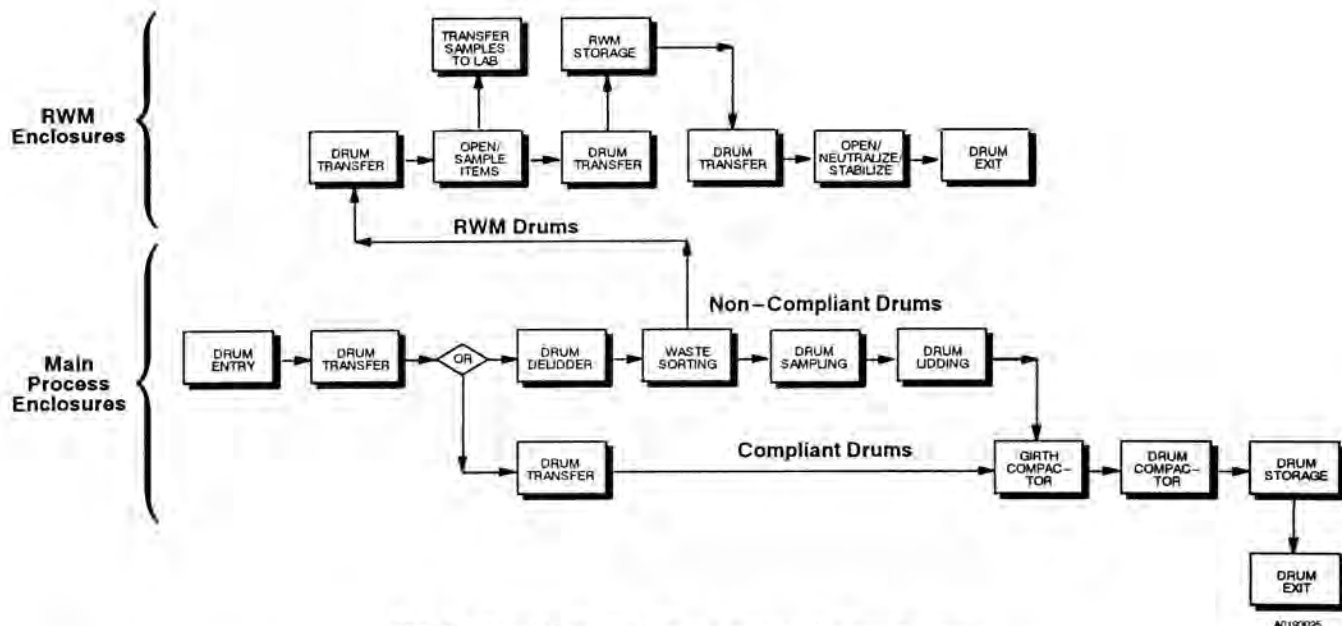 TRANSFER
SAMPLES
TO LAB
RWM
STORAGE
RWM
Enclosures
DRUM
TRANSFER
OPEN/
SAMPLE
ITEMS
DRUM
TRANSFER
DRUM
TRANSFER
OPEN/
NEUTRALIZE/
STABILIZE
DRUM
EXIT
RWM Drums
Non-Compliant Drums
Main
Process
Enclosures
DRUM
ENTRY
DRUM
TRANSFER
OR
DRUM
DELIDDER
WASTE
SORTING
DRUM
SAMPLING
DRUM
LIDDING
Compliant Drums
DRUM
TRANSFER
GIRTH
COMPAC-
TOR
DRUM
COMPAC-
TOR
DRUM
STORAGE
DRUM
EXIT